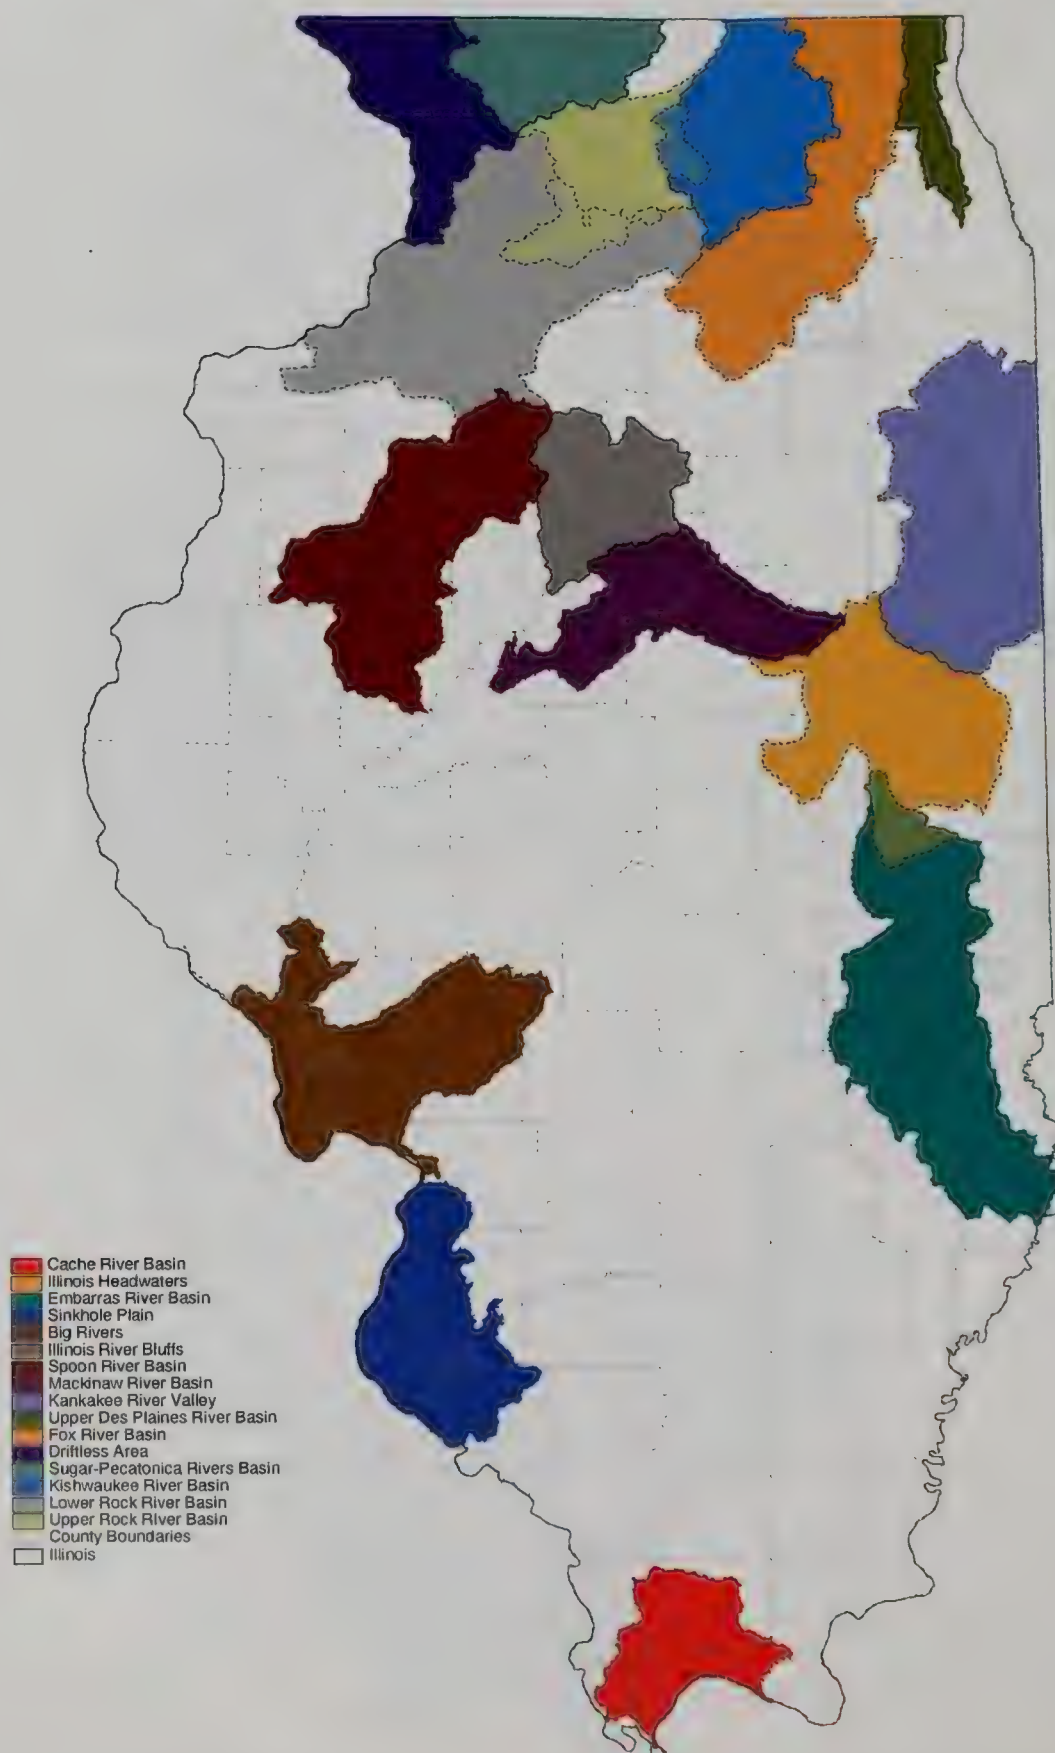 Cache River Basin
Illinois Headwaters
Embarras River Basin
Sinkhole Plain
Big Rivers
Illinois River Bluffs
Spoon River Basin
Mackinaw River Basin
Kankakee River Valley
Upper Des Plaines River Basin
Fox River Basin
Driftless Area
Sugar-Pecatonica Rivers Basin
Kishwaukee River Basin
Lower Rock River Basin
Upper Rock River Basin
County Boundaries
Illinois